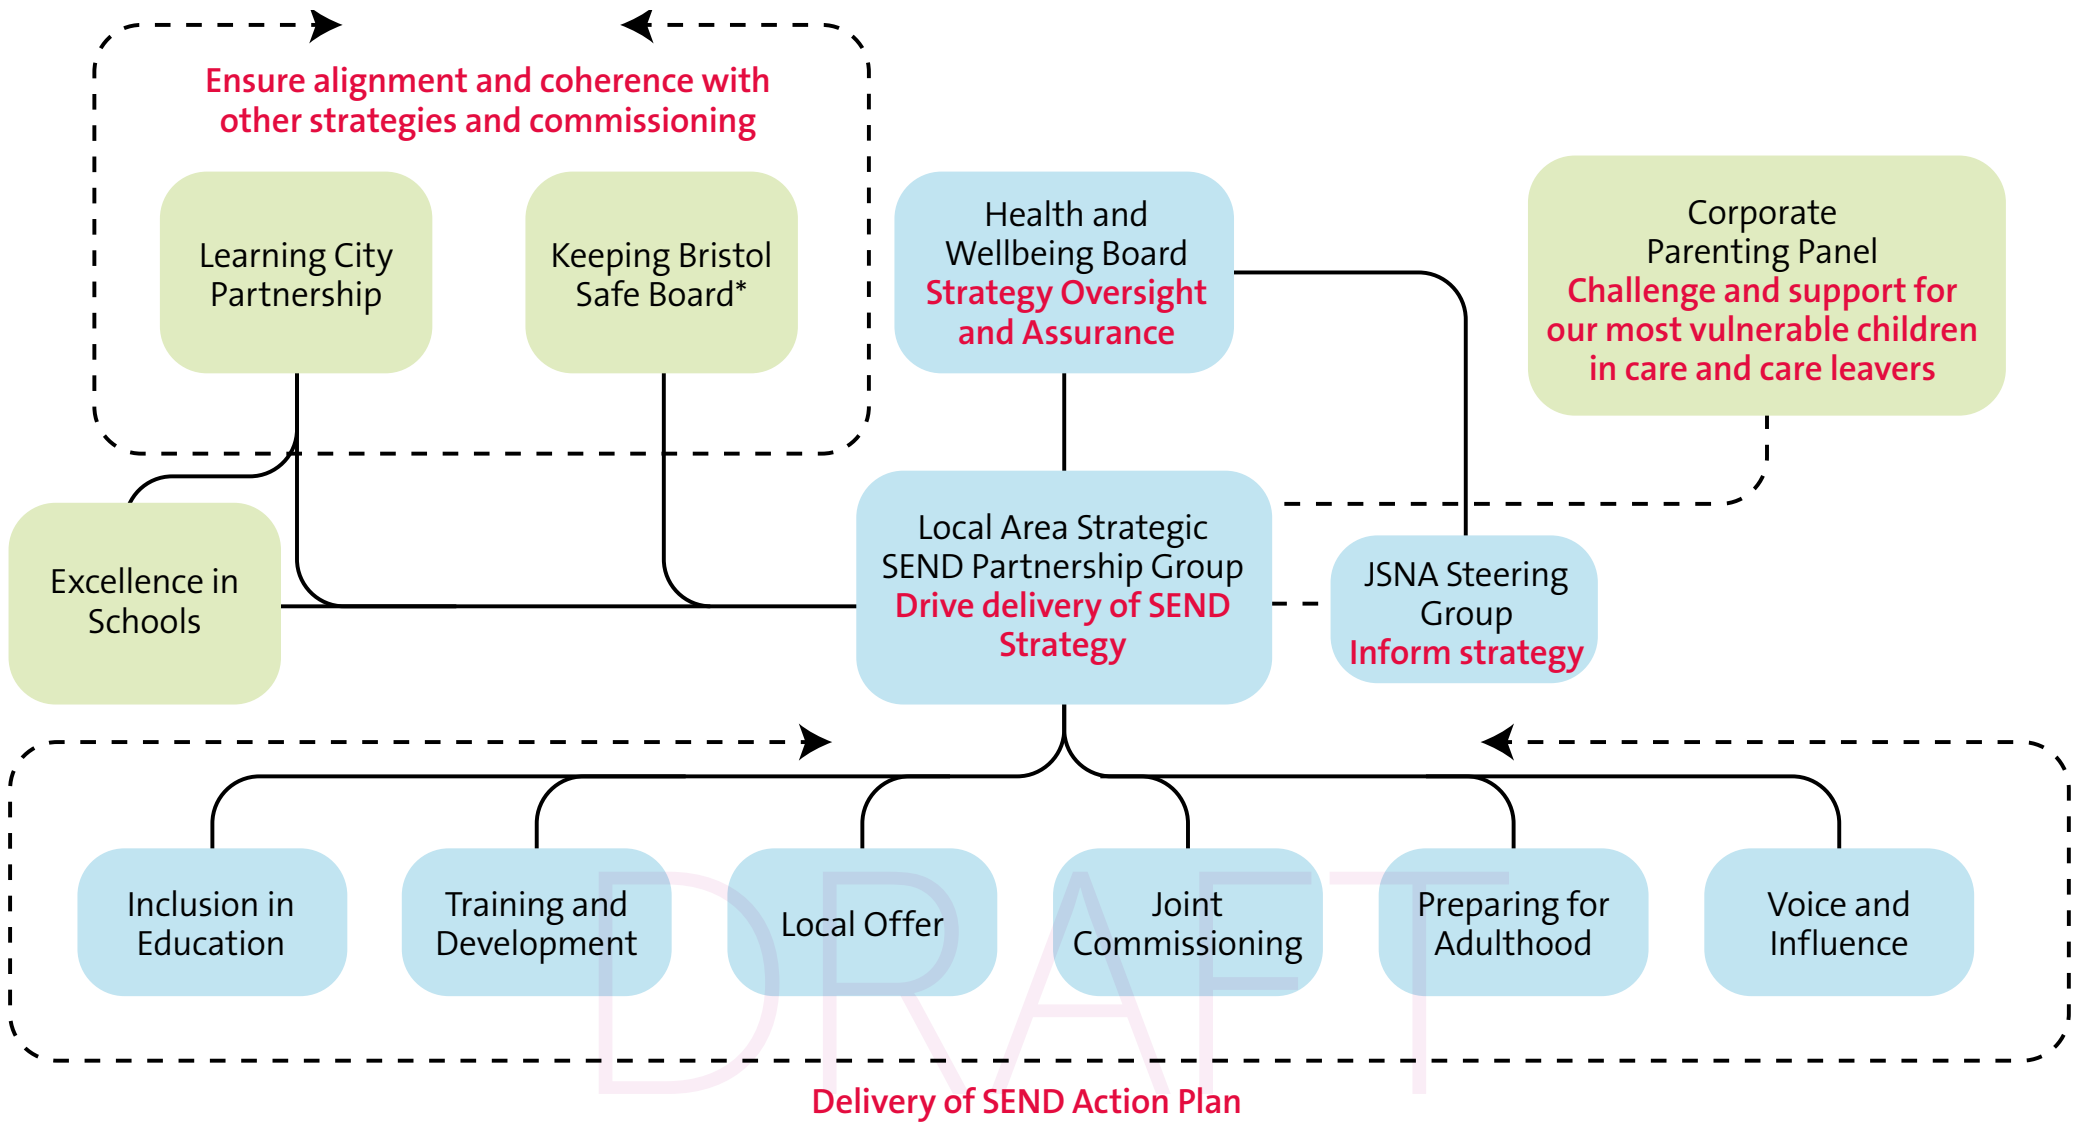 Ensure alignment and coherence with
other strategies and commissioning
Learning City
Partnership
Keeping Bristol
Safe Board*
Health and
Wellbeing Board
Strategy Oversight
and Assurance
Corporate
Parenting Panel
Challenge and support for
our most vulnerable children
in care and care leavers
Excellence in
Schools
Local Area Strategic
SEND Partnership Group
Drive delivery of SEND
Strategy
JSNA Steering
Group
Inform strategy
Inclusion in
Education
Training and
Development
Local Offer
Joint
Commissioning
Preparing for
Adulthood
Voice and
Influence
DRAFT
Delivery of SEND Action Plan